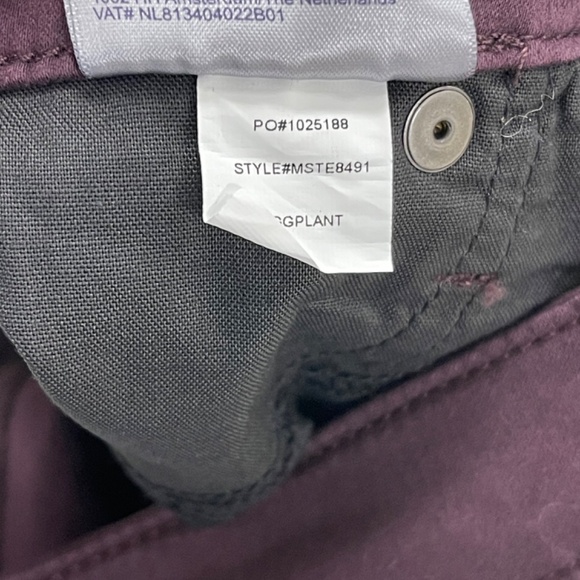 Amsterdam/The Netherlands
VAT# NL813404022B01
PO#1025188
STYLE#MSTE8491
GGPLANT